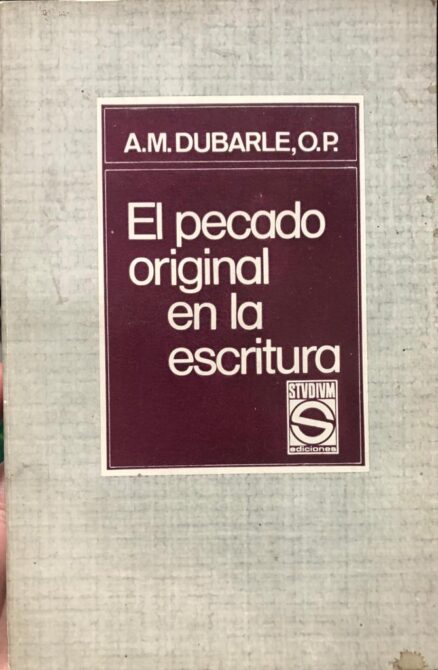 A.M. DUBARLE, O.P.
El pecado
original
en la
escritura
STVDIVM
S
ediciones